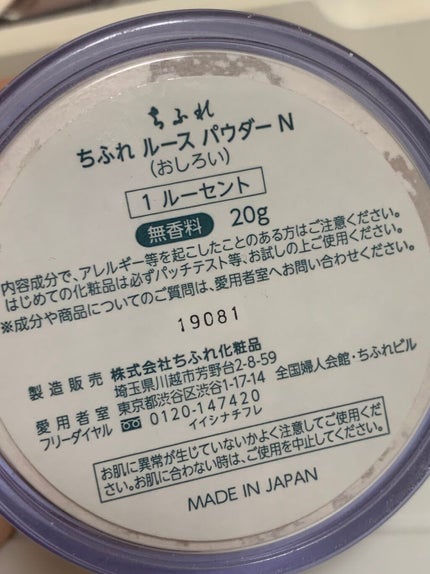 ちふれ
ちふれ ルース パウダー N
(おしろい)
1 ルーセント
無香料 20g
内容成分で、アレルギー等を起こしたことのある方はご注意ください。
はじめての化粧品は必ずパッチテスト等、お試しの上ご使用ください。
※成分や商品についてのご質問は、愛用者室へお問い合わせください。
19081
製造販売 株式会社ちふれ化粧品
埼玉県川越市芳野台2-8-59
愛用者室 東京都渋谷区渋谷1-17-14 全国婦人会館・ちふれビル
フリーダイヤル 0120-147420
イイシナチフレ
お肌に異常が生じていないかよく注意してご使用くだ
さい。お肌に合わない時は、ご使用を中止してください。
MADE IN JAPAN